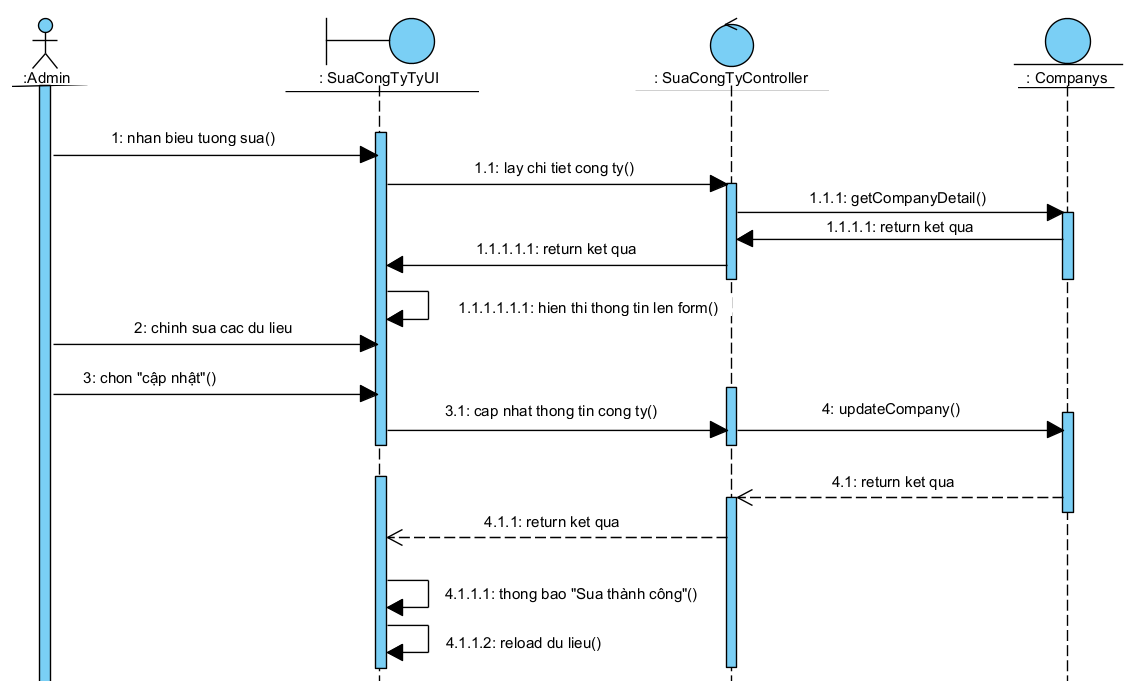 :Admin
: SuaCongTyTyUI
: SuaCongTyController
: Companys
1: nhan bieu tuong sua()
1.1: lay chi tiet cong ty()
1.1.1: getCompanyDetail()
1.1.1.1: return ket qua
1.1.1.1.1: return ket qua
1.1.1.1.1.1: hien thi thong tin len form()
2: chinh sua cac du lieu
3: chon "cập nhật"()
3.1: cap nhat thong tin cong ty()
4: updateCompany()
4.1: return ket qua
4.1.1: return ket qua
4.1.1.1: thong bao "Sua thành công"()
4.1.1.2: reload du lieu()